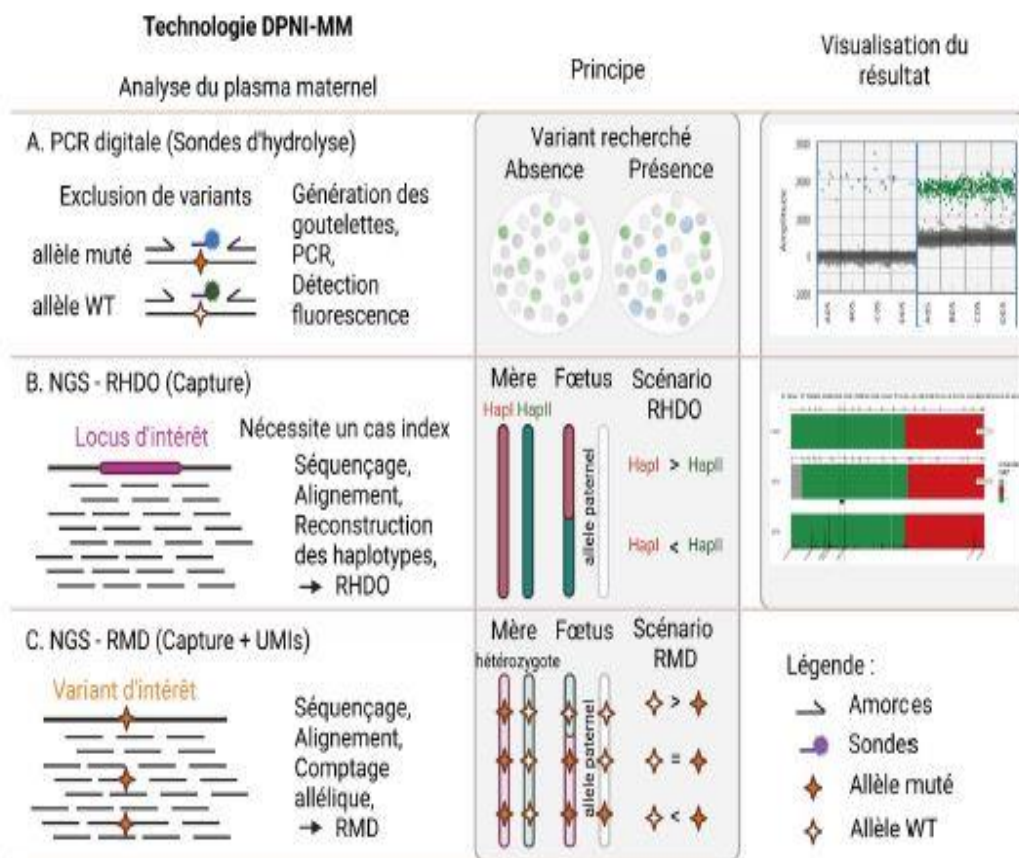 Technologie DPNI-MM
Analyse du plasma maternel
Principe
Visualisation du
résultat
A. PCR digitale (Sondes d'hydrolyse)
Exclusion de variants
allèle muté
allèle WT
Génération des
goutelettes,
PCR,
Détection
fluorescence
Variant recherché
Absence
Présence
Amplitude
B. NGS - RHDO (Capture)
Locus d'intérêt
Nécessite un cas index
Séquençage,
Alignement,
Reconstruction
des haplotypes,
→ RHDO
Mère
Fœtus
Scénario
RHDO
HapI HapII
allèle paternel
HapI > HapII
HapI < HapII
C. NGS - RMD (Capture + UMIs)
Variant d'intérêt
Séquençage,
Alignement,
Comptage
allélique,
→ RMD
Mère
hétérozygote
Fœtus
Scénario
RMD
allèle paternel
>
=
<
Légende :
Amorces
Sondes
Allèle muté
Allèle WT